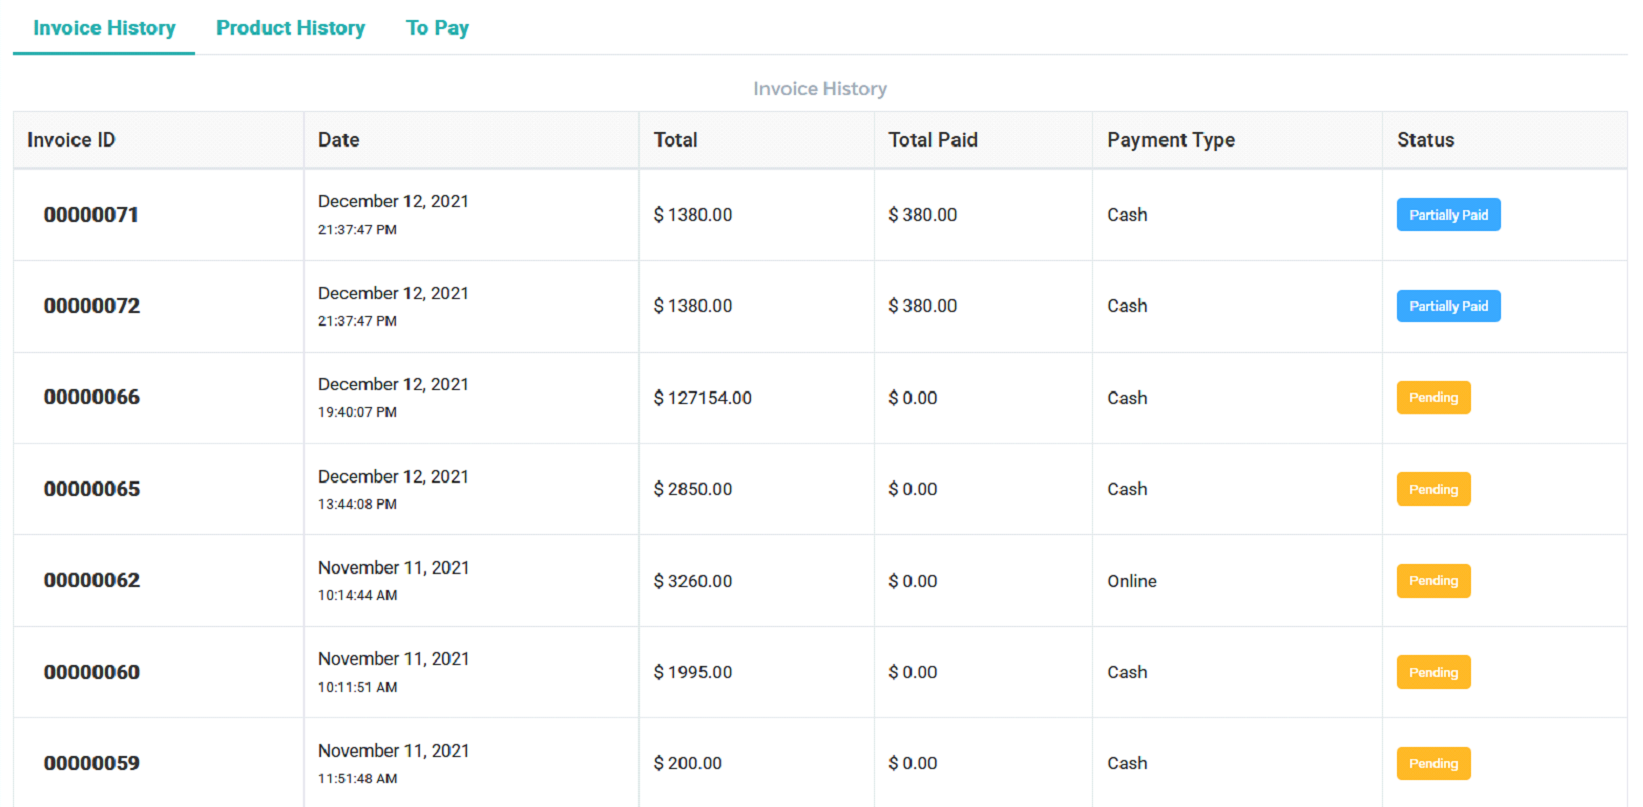 Invoice History Product History To Pay
Invoice History
Invoice ID Date Total Total Paid Payment Type Status
00000071 December 12, 2021 $ 1380.00 $ 380.00 Cash Partially Paid
21:37:47 PM
00000072 December 12, 2021 $ 1380.00 $ 380.00 Cash Partially Paid
21:37:47 PM
00000066 December 12, 2021 $ 127154.00 $ 0.00 Cash Pending
19:40:07 PM
00000065 December 12, 2021 $ 2850.00 $ 0.00 Cash Pending
13:44:08 PM
00000062 November 11, 2021 $ 3260.00 $ 0.00 Online Pending
10:14:44 AM
00000060 November 11, 2021 $ 1995.00 $ 0.00 Cash Pending
10:11:51 AM
00000059 November 11, 2021 $ 200.00 $ 0.00 Cash Pending
11:51:48 AM